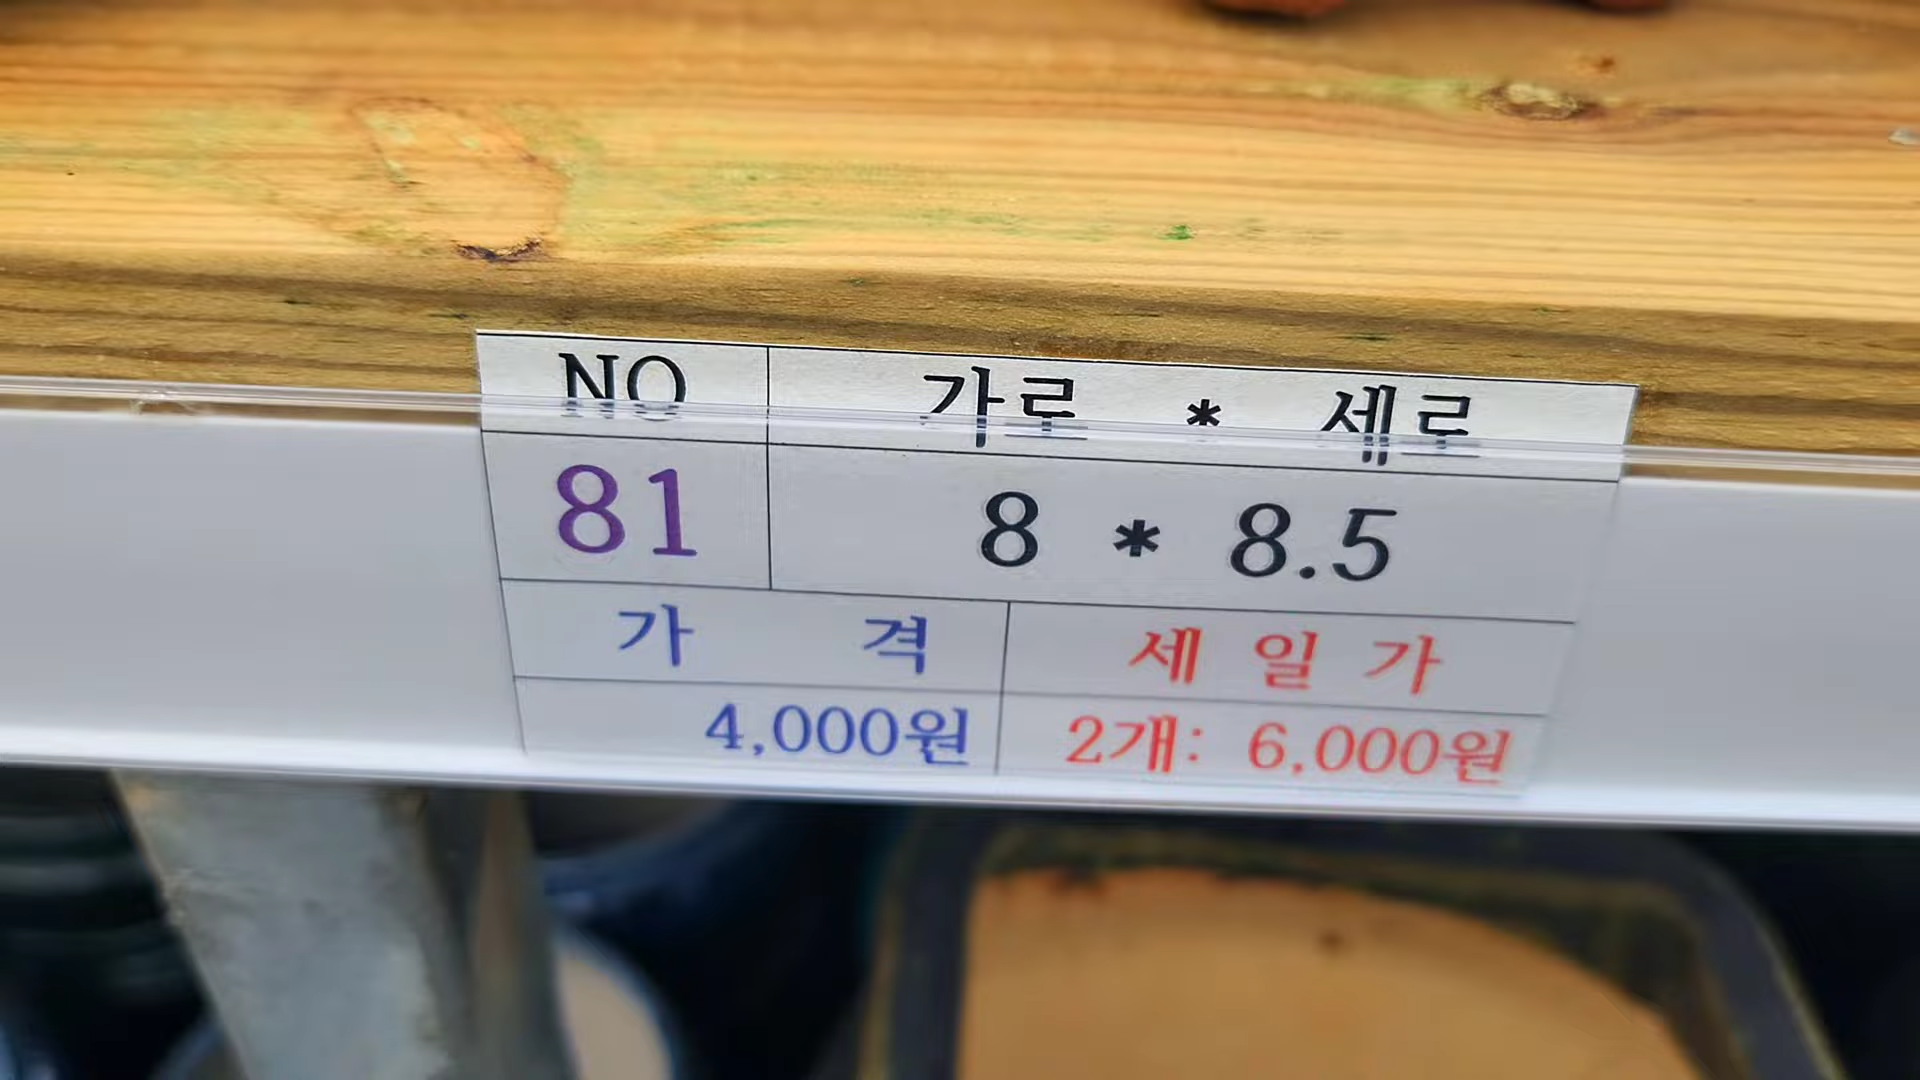 NO 가로 * 세로
81 8 * 8.5
가 격 세 일 가
4,000원 2개: 6,000원